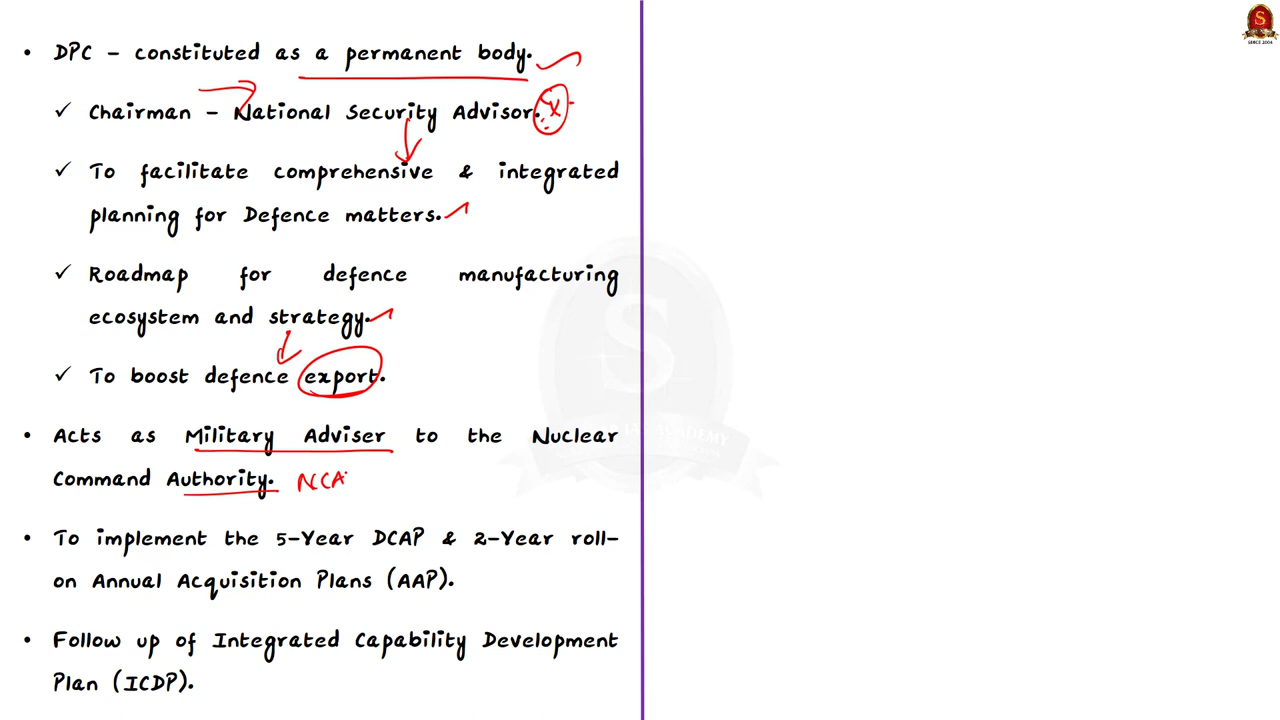 • DPC – constituted as a permanent body.
✓ Chairman – National Security Advisor. x
✓ To facilitate comprehensive & integrated
planning for Defence matters.
✓ Roadmap for defence manufacturing
ecosystem and strategy.
✓ To boost defence export.
• Acts as Military Adviser to the Nuclear
Command Authority. NCA
• To implement the 5-Year DCAP & 2-Year roll-
on Annual Acquisition Plans (AAP).
• Follow up of Integrated Capability Development
Plan (ICDP).
S
SINCE 2004
S
ACADEMY